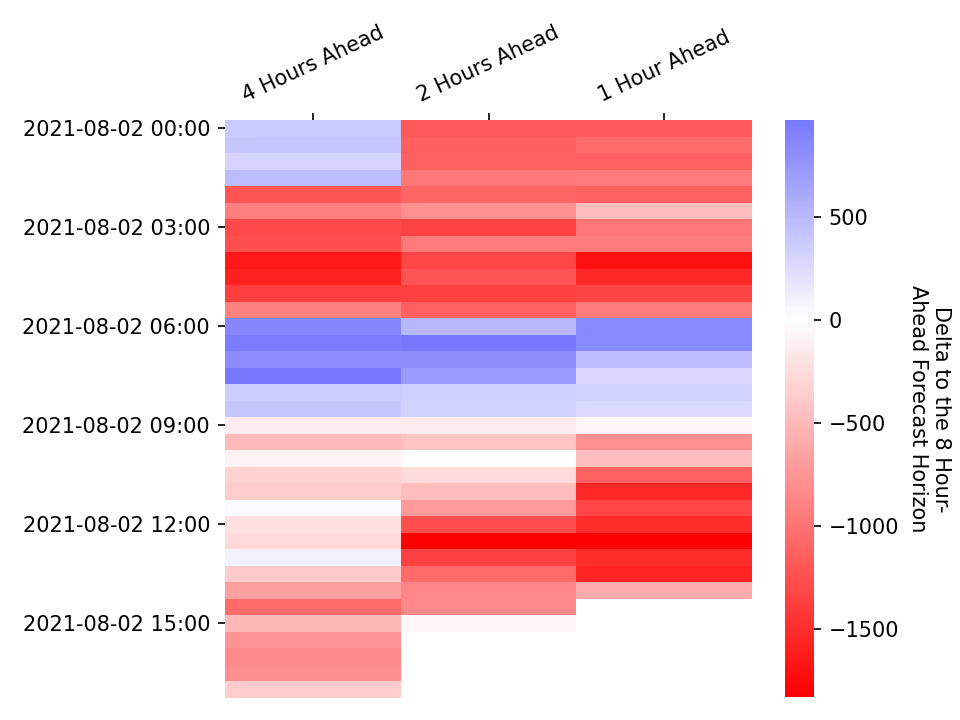 4 Hours Ahead
2 Hours Ahead
1 Hour Ahead
2021-08-02 00:00
2021-08-02 03:00
2021-08-02 06:00
2021-08-02 09:00
2021-08-02 12:00
2021-08-02 15:00
500
0
−500
−1000
−1500
Delta to the 8 Hour-
Ahead Forecast Horizon